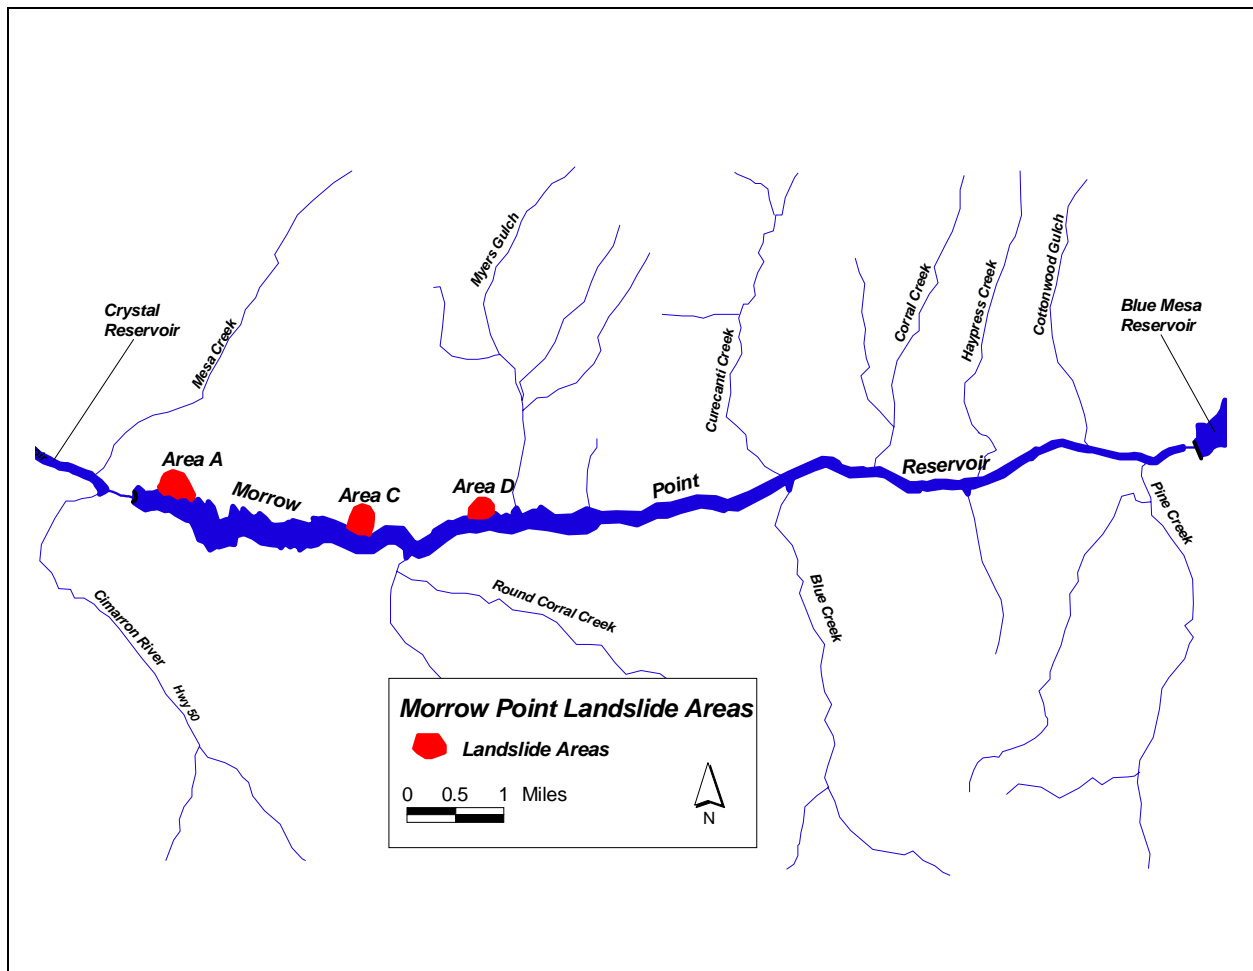 Crystal
Reservoir
Mesa Creek
Myers Gulch
Curecanti Creek
Corral Creek
Haypress Creek
Cottonwood Gulch
Blue Mesa
Reservoir
Area A
Morrow
Area C
Area D
Point
Reservoir
Pine Creek
Cimarron River
Hwy 50
Round Corral Creek
Blue Creek
Morrow Point Landslide Areas
Landslide Areas
0 0.5 1 Miles
N